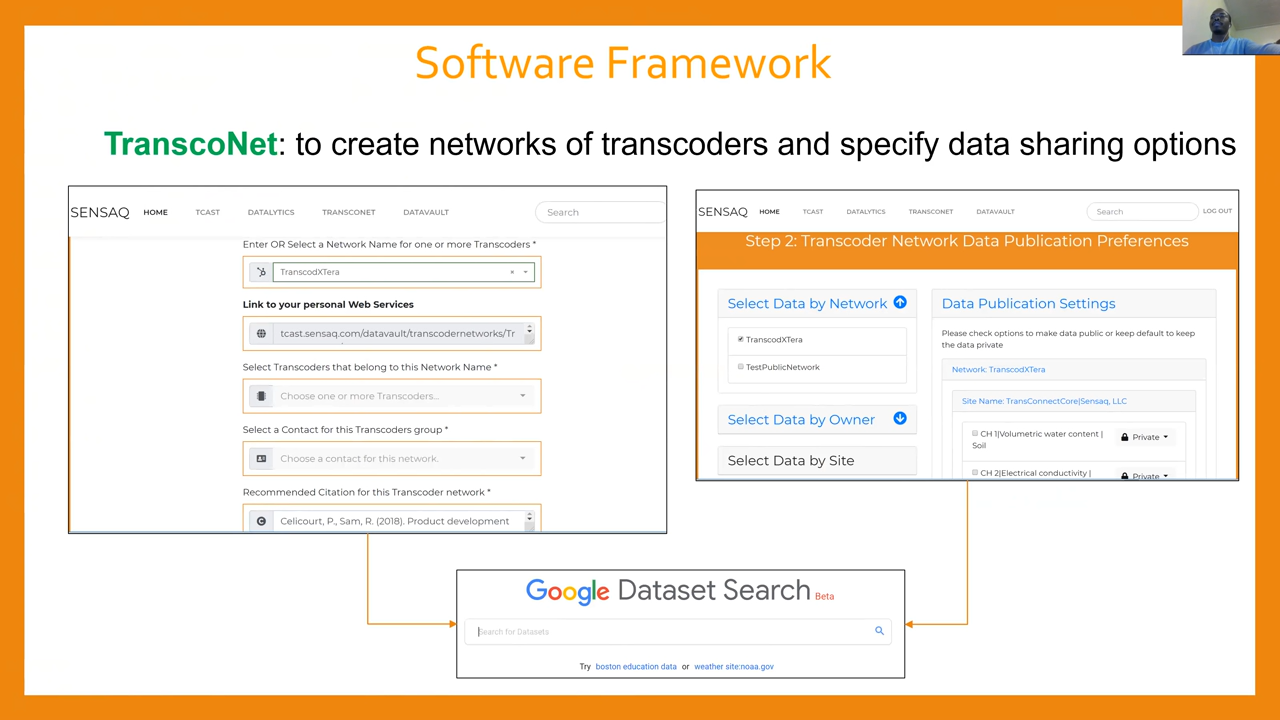 Software Framework
TranscoNet: to create networks of transcoders and specify data sharing options
SENSAQ HOME TCAST DATALYTICS TRANSCONET DATAVAULT Search
Enter OR Select a Network Name for one or more Transcoders *
TranscodXTera × 
Link to your personal Web Services
tcast.sensaq.com/datavault/transcodernetworks/Tr
Select Transcoders that belong to this Network Name *
Choose one or more Transcoders...
Select a Contact for this Transcoders group *
Choose a contact for this network.
Recommended Citation for this Transcoder network *
Celicourt, P., Sam, R. (2018). Product development
SENSAQ HOME TCAST DATALYTICS TRANSCONET DATAVAULT Search LOG OUT
Step 2: Transcoder Network Data Publication Preferences
Select Data by Network
TranscodXTera
TestPublicNetwork
Select Data by Owner
Select Data by Site
Data Publication Settings
Please check options to make data public or keep default to keep
the data private
Network: TranscodXTera
Site Name: TransConnectCore|Sensaq, LLC
CH 1|Volumetric water content |
Soil
Private
CH 2|Electrical conductivity |
Private
Google Dataset Search Beta
Search for Datasets
Try boston education data or weather site:noaa.gov